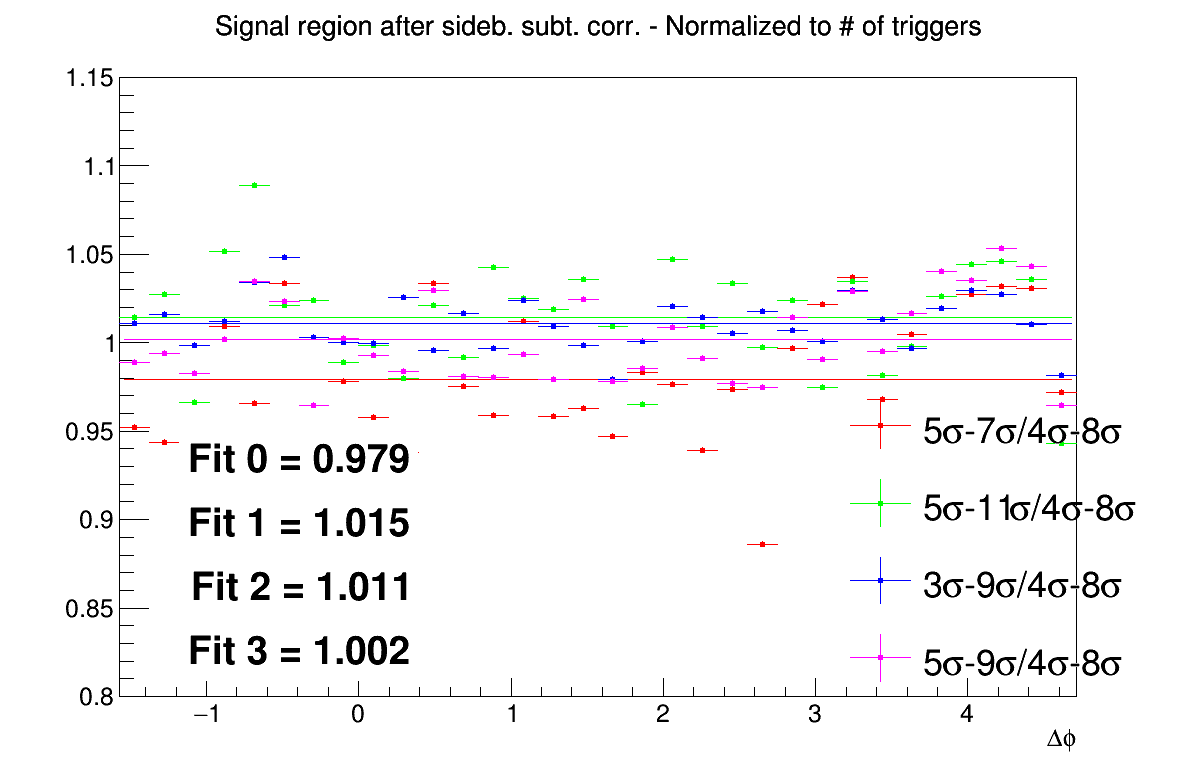 Signal region after sideb. subt. corr. - Normalized to # of triggers
1.15
1.1
1.05
1
0.95
0.9
0.85
0.8
Fit 0 = 0.979
Fit 1 = 1.015
Fit 2 = 1.011
Fit 3 = 1.002
5σ-7σ/4σ-8σ
5σ-11σ/4σ-8σ
3σ-9σ/4σ-8σ
5σ-9σ/4σ-8σ
−1 0 1 2 3 4
Δϕ